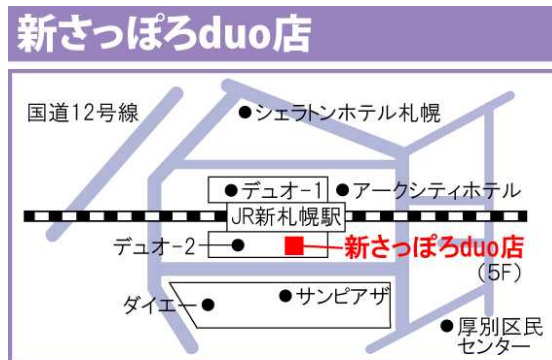 新さっぽろduo店
国道12号線
●シェラトンホテル札幌
●デュオ-1
●アークシティホテル
JR新札幌駅
デュオ-2
新さっぽろduo店
(5F)
ダイエー
●サンピアザ
●厚別区民
センター